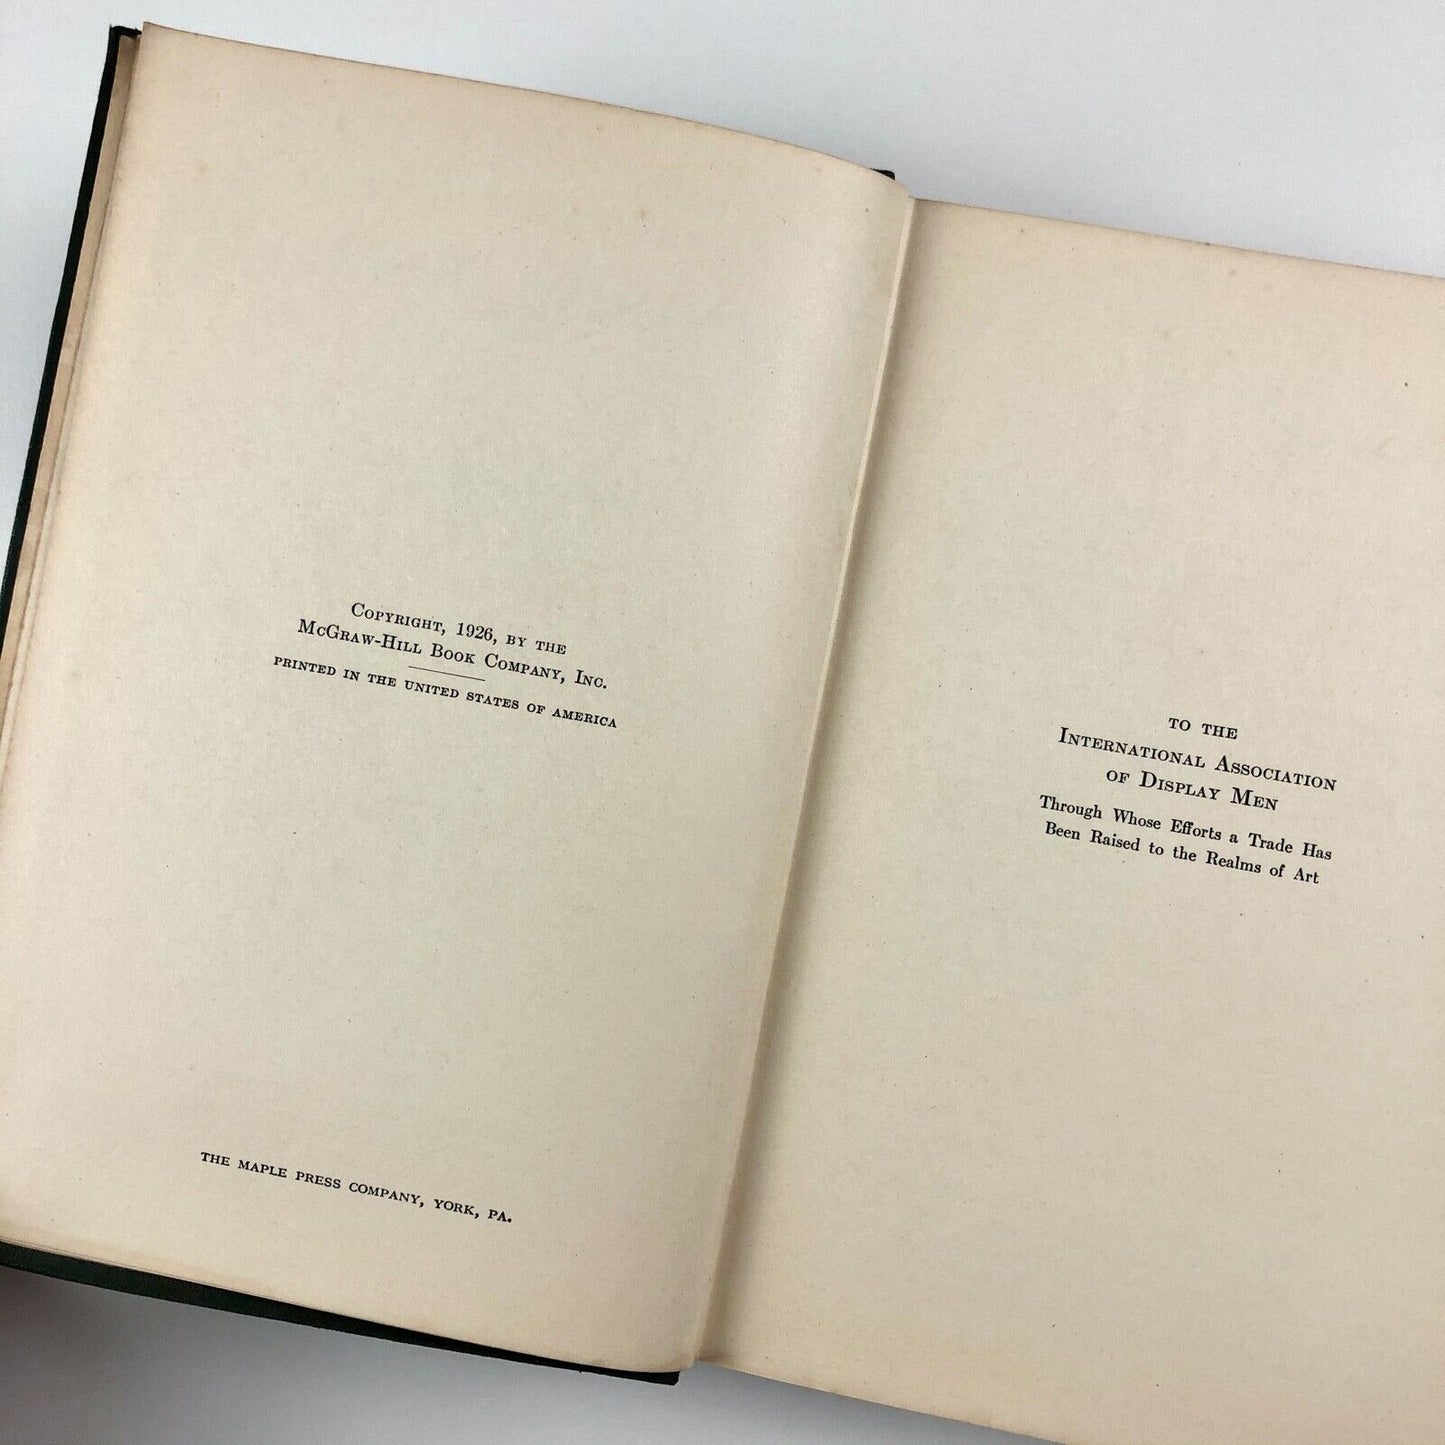 Copyright, 1926, by the
McGraw-Hill Book Company, Inc.
PRINTED IN THE UNITED STATES OF AMERICA
THE MAPLE PRESS COMPANY, YORK, PA.
TO THE
International Association
of Display Men
Through Whose Efforts a Trade Has
Been Raised to the Realms of Art